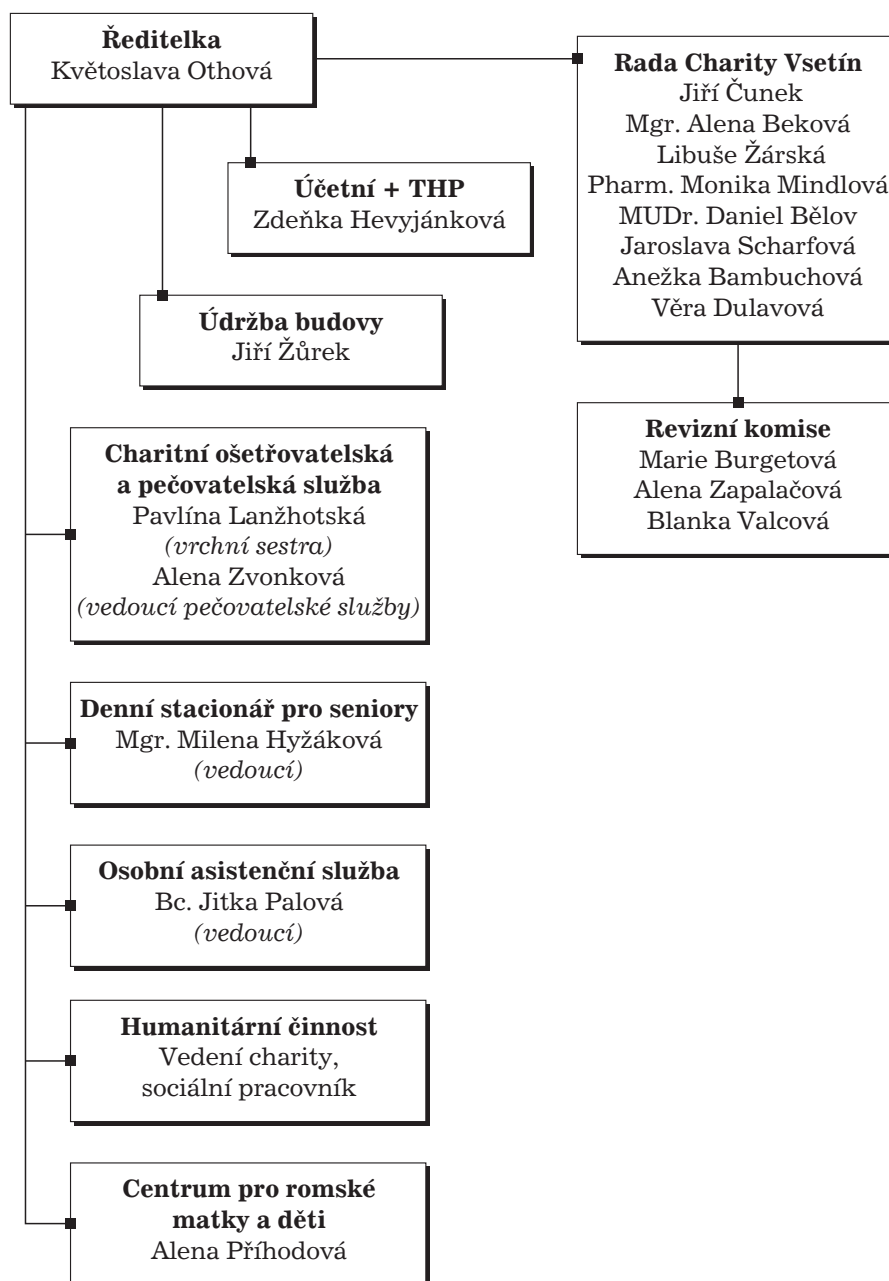 Ředitelka
Květoslava Othová
Rada Charity Vsetín
Jiří Čunek
Mgr. Alena Beková
Libuše Žárská
Pharm. Monika Mindlová
MUDr. Daniel Bělov
Jaroslava Scharfová
Anežka Bambuchová
Věra Dulavová
Účetní + THP
Zdeňka Hevyjánková
Údržba budovy
Jiří Žůrek
Revizní komise
Marie Burgetová
Alena Zapalačová
Blanka Valcová
Charitní ošetřovatelská
a pečovatelská služba
Pavlína Lanžhotská
(vrchní sestra)
Alena Zvonková
(vedoucí pečovatelské služby)
Denní stacionář pro seniory
Mgr. Milena Hyžáková
(vedoucí)
Osobní asistenční služba
Bc. Jitka Palová
(vedoucí)
Humanitární činnost
Vedení charity,
sociální pracovník
Centrum pro romské
matky a děti
Alena Příhodová